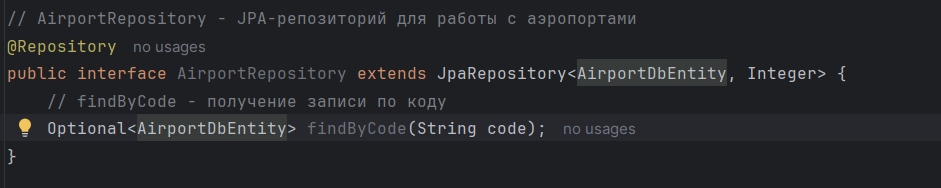 // AirportRepository - JPA-репозиторий для работы с аэропортами
@Repository no usages
public interface AirportRepository extends JpaRepository<AirportDbEntity, Integer> {
// findByCode - получение записи по коду
Optional<AirportDbEntity> findByCode(String code); no usages
}